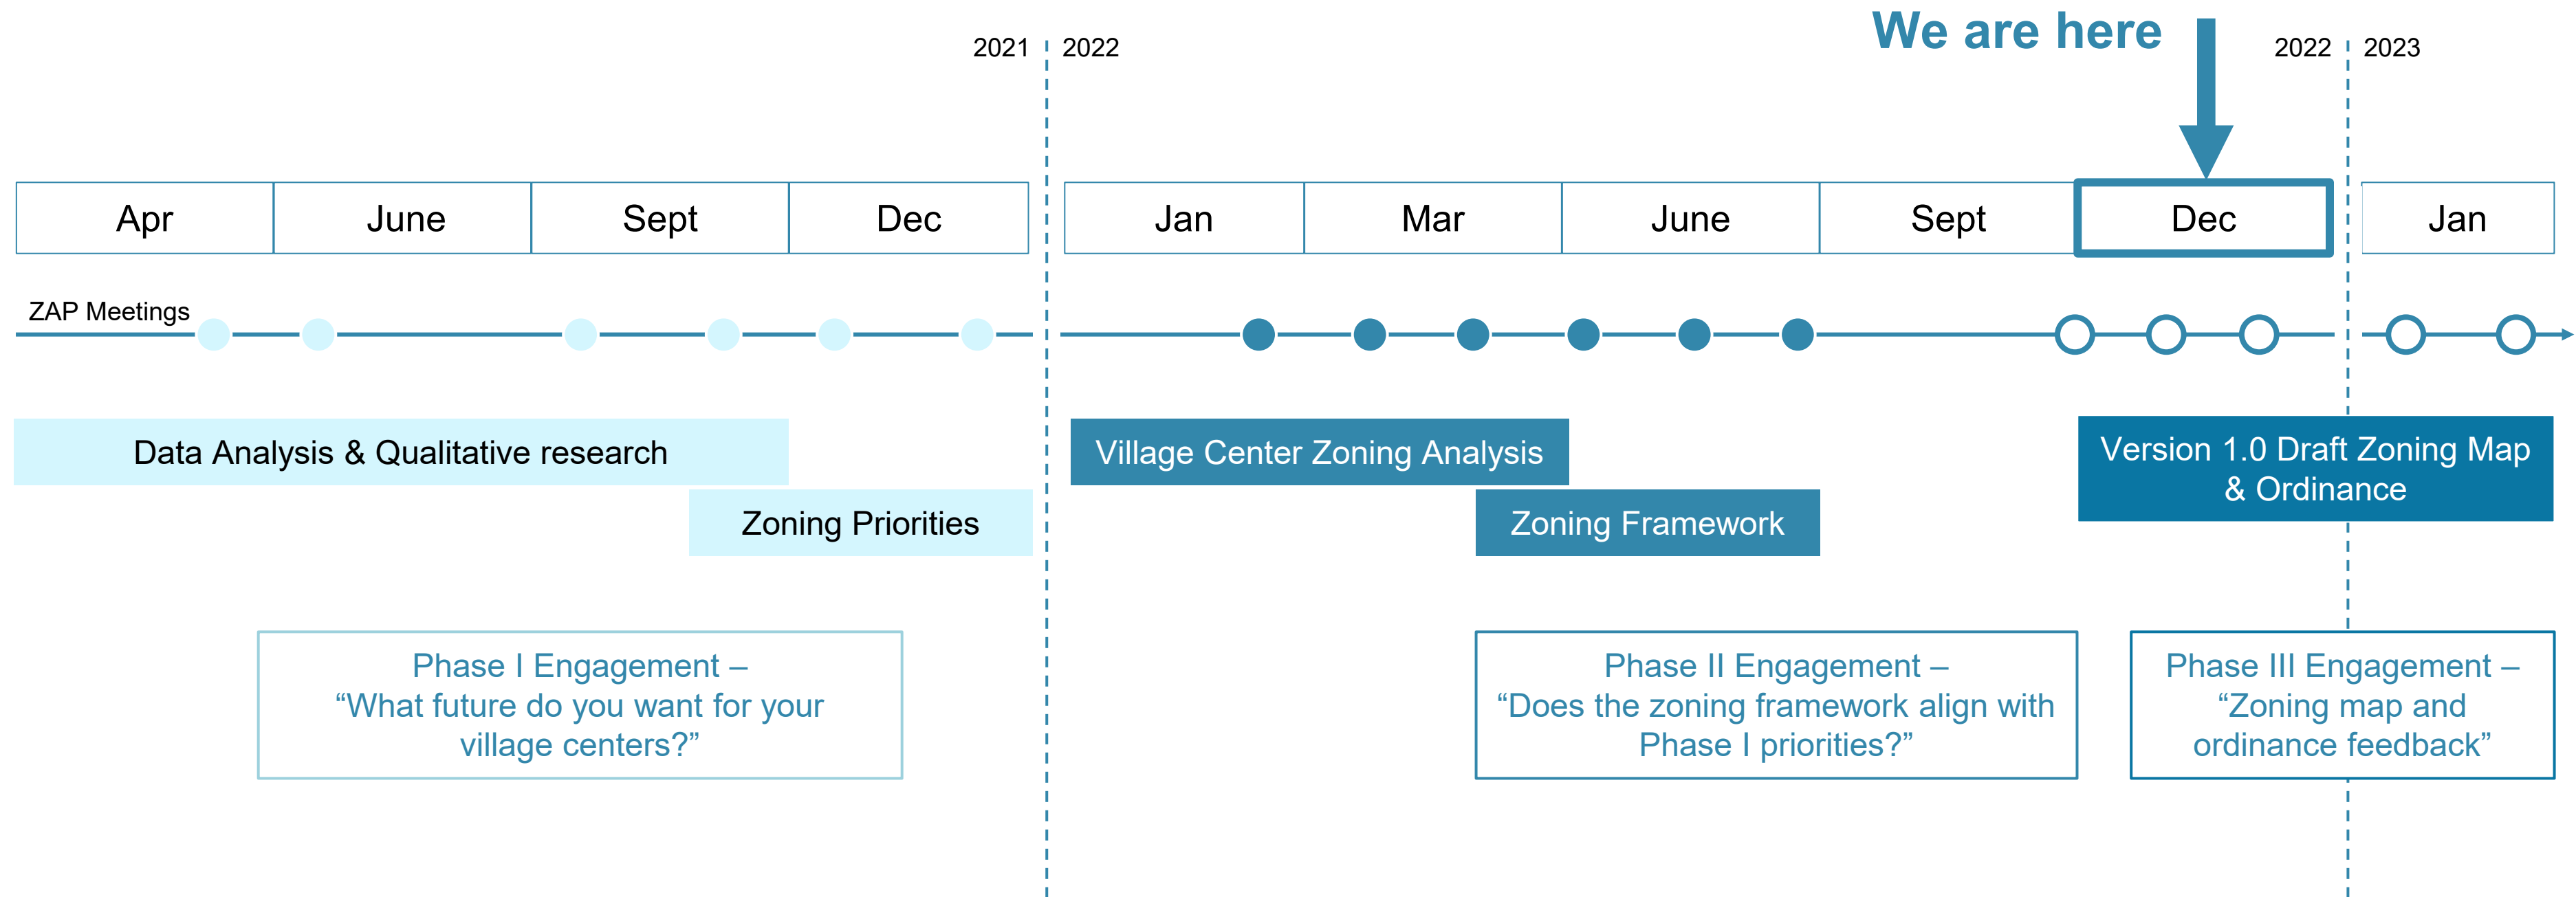 We are here
2021
2022
2022
2023
Apr
June
Sept
Dec
Jan
Mar
June
Sept
Dec
Jan
ZAP Meetings
Data Analysis & Qualitative research
Zoning Priorities
Village Center Zoning Analysis
Zoning Framework
Version 1.0 Draft Zoning Map
& Ordinance
Phase I Engagement –
“What future do you want for your
village centers?”
Phase II Engagement –
“Does the zoning framework align with
Phase I priorities?”
Phase III Engagement –
“Zoning map and
ordinance feedback”